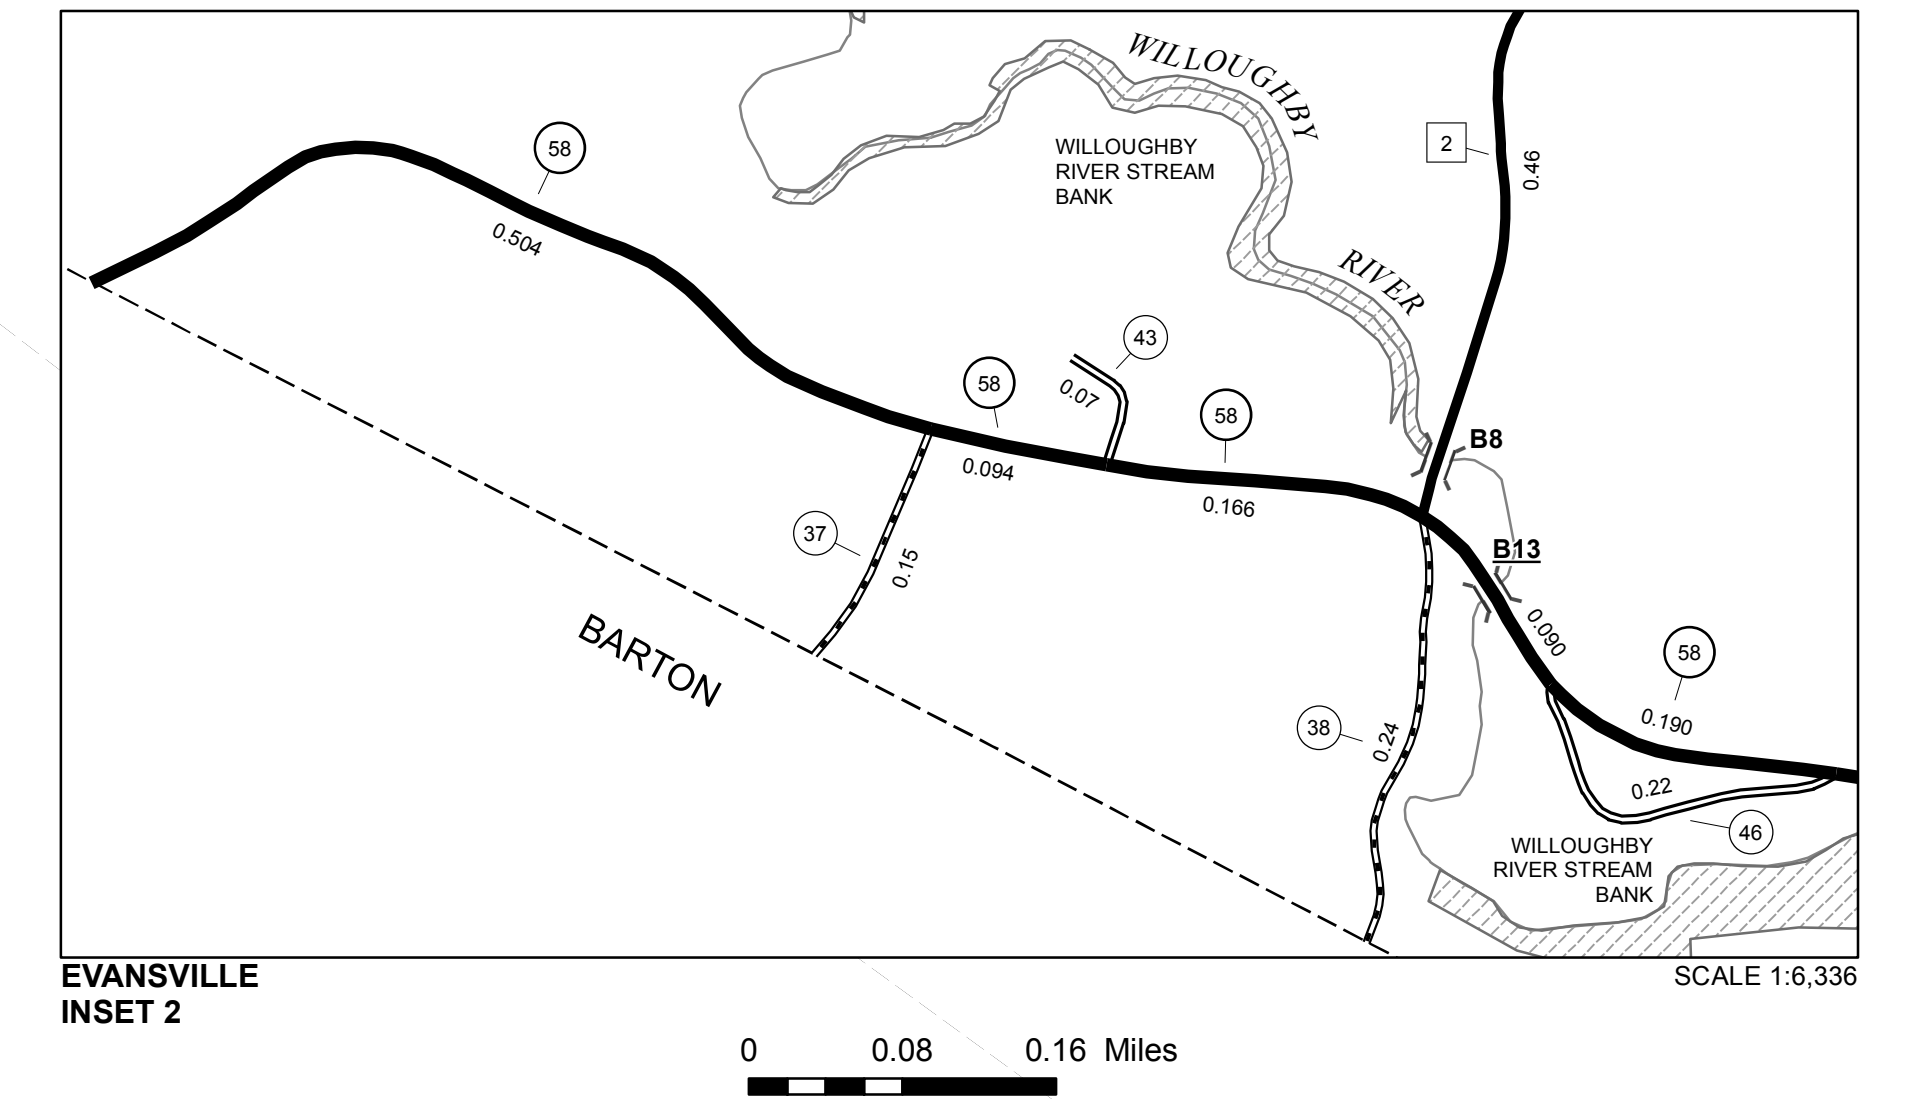 WILLOUGHBY
RIVER
WILLOUGHBY
RIVER STREAM
BANK
58
0.504
2
0.46
43
0.07
58
0.094
58
0.166
B8
37
0.15
B13
0.090
58
0.190
BARTON
38
0.24
0.22
46
WILLOUGHBY
RIVER STREAM
BANK
EVANSVILLE
INSET 2
SCALE 1:6,336
0 0.08 0.16 Miles